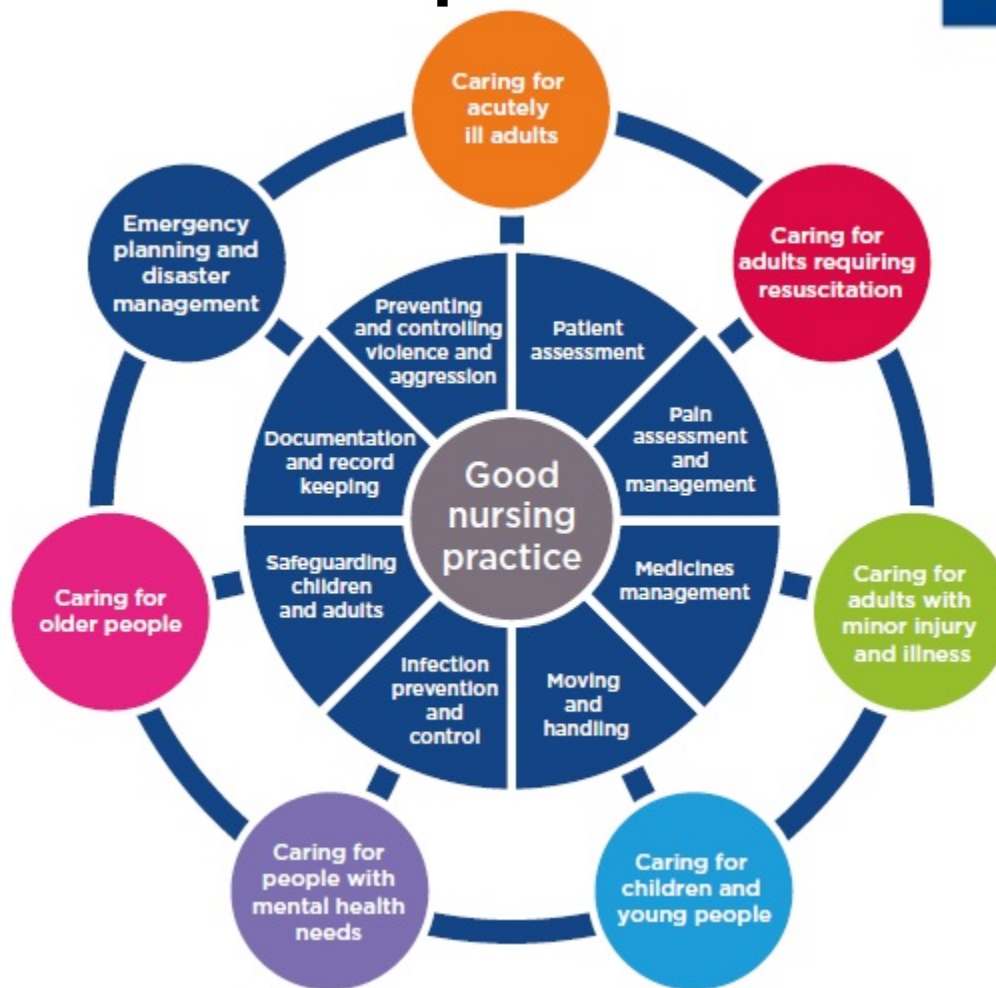 Caring for
acutely
ill adults
Emergency
planning and
disaster
management
Caring for
adults requiring
resuscitation
Preventing
and controlling
violence and
aggression
Patient
assessment
Documentation
and record
keeping
Pain
assessment
and
management
Good
nursing
practice
Safeguarding
children
and adults
Medicines
management
Caring for
older people
Caring for
adults with
minor injury
and illness
Infection
prevention
and
control
Moving
and
handling
Caring for
people with
mental health
needs
Caring for
children and
young people